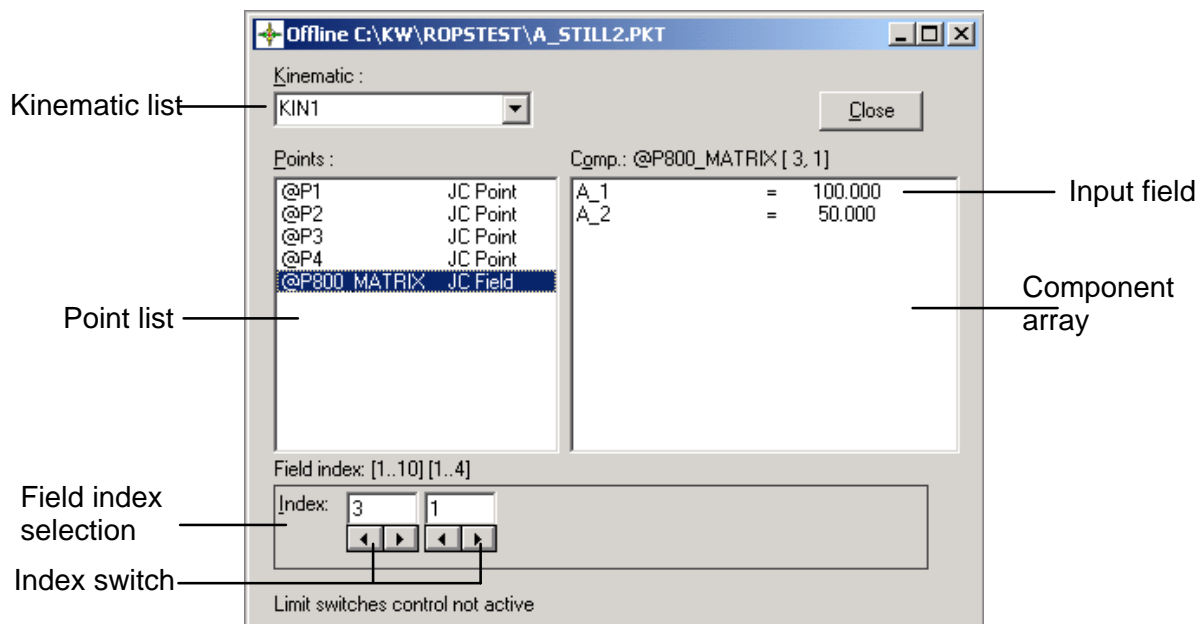 Offline C:\KW\ROPSTEST\A_STILL2.PKT
Kinematic :
Kinematic list
KIN1
Close
Points :
Comp.: @P800_MATRIX [ 3, 1]
@P1 JC Point
@P2 JC Point
@P3 JC Point
@P4 JC Point
@P800_MATRIX JC Field
A_1 = 100.000
A_2 = 50.000
Input field
Point list
Component
array
Field index: [1..10] [1..4]
Field index
selection
Index: 3 1
Index switch
Limit switches control not active